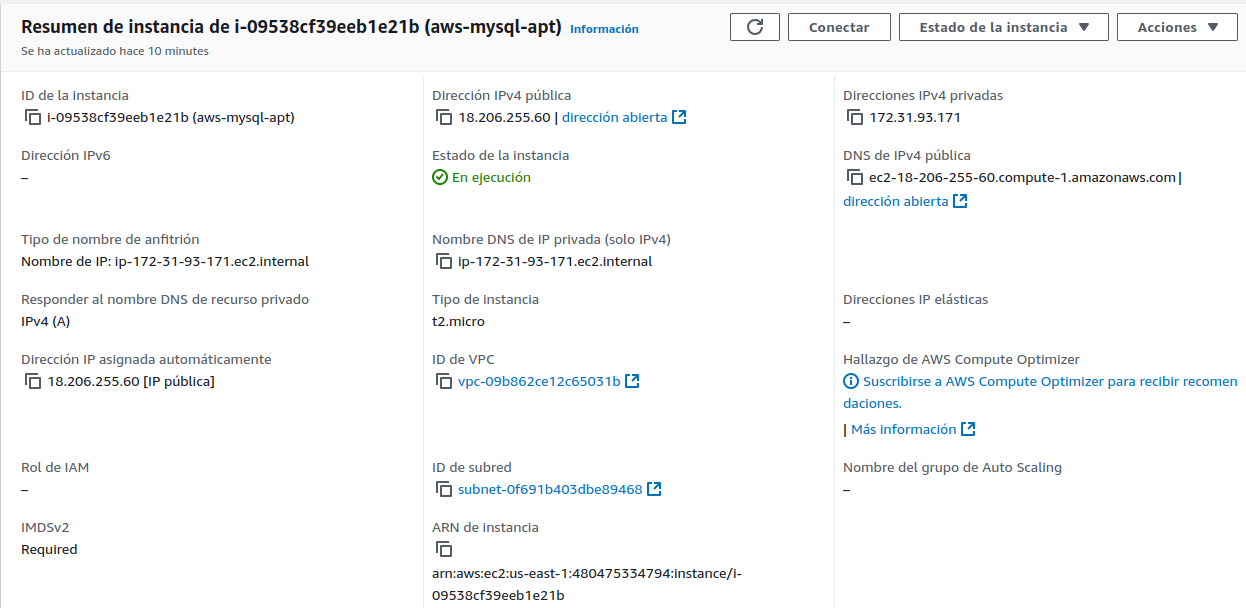 Resumen de instancia de i-09538cf39eeb1e21b (aws-mysql-apt) Información
Se ha actualizado hace 10 minutos
Conectar
Estado de la instancia
Acciones
ID de la instancia
i-09538cf39eeb1e21b (aws-mysql-apt)
Dirección IPv4 pública
18.206.255.60 | dirección abierta
Direcciones IPv4 privadas
172.31.93.171
Dirección IPv6
–
Estado de la instancia
En ejecución
DNS de IPv4 pública
ec2-18-206-255-60.compute-1.amazonaws.com |
dirección abierta
Tipo de nombre de anfitrión
Nombre de IP: ip-172-31-93-171.ec2.internal
Nombre DNS de IP privada (solo IPv4)
ip-172-31-93-171.ec2.internal
Responder al nombre DNS de recurso privado
IPv4 (A)
Tipo de instancia
t2.micro
Direcciones IP elásticas
–
Dirección IP asignada automáticamente
18.206.255.60 [IP pública]
ID de VPC
vpc-09b862ce12c65031b
Hallazgo de AWS Compute Optimizer
Suscribirse a AWS Compute Optimizer para recibir recomen
daciones.
| Más información
Rol de IAM
–
ID de subred
subnet-0f691b403dbe89468
Nombre del grupo de Auto Scaling
–
IMDSv2
Required
ARN de instancia
arn:aws:ec2:us-east-1:480475334794:instance/i-
09538cf39eeb1e21b